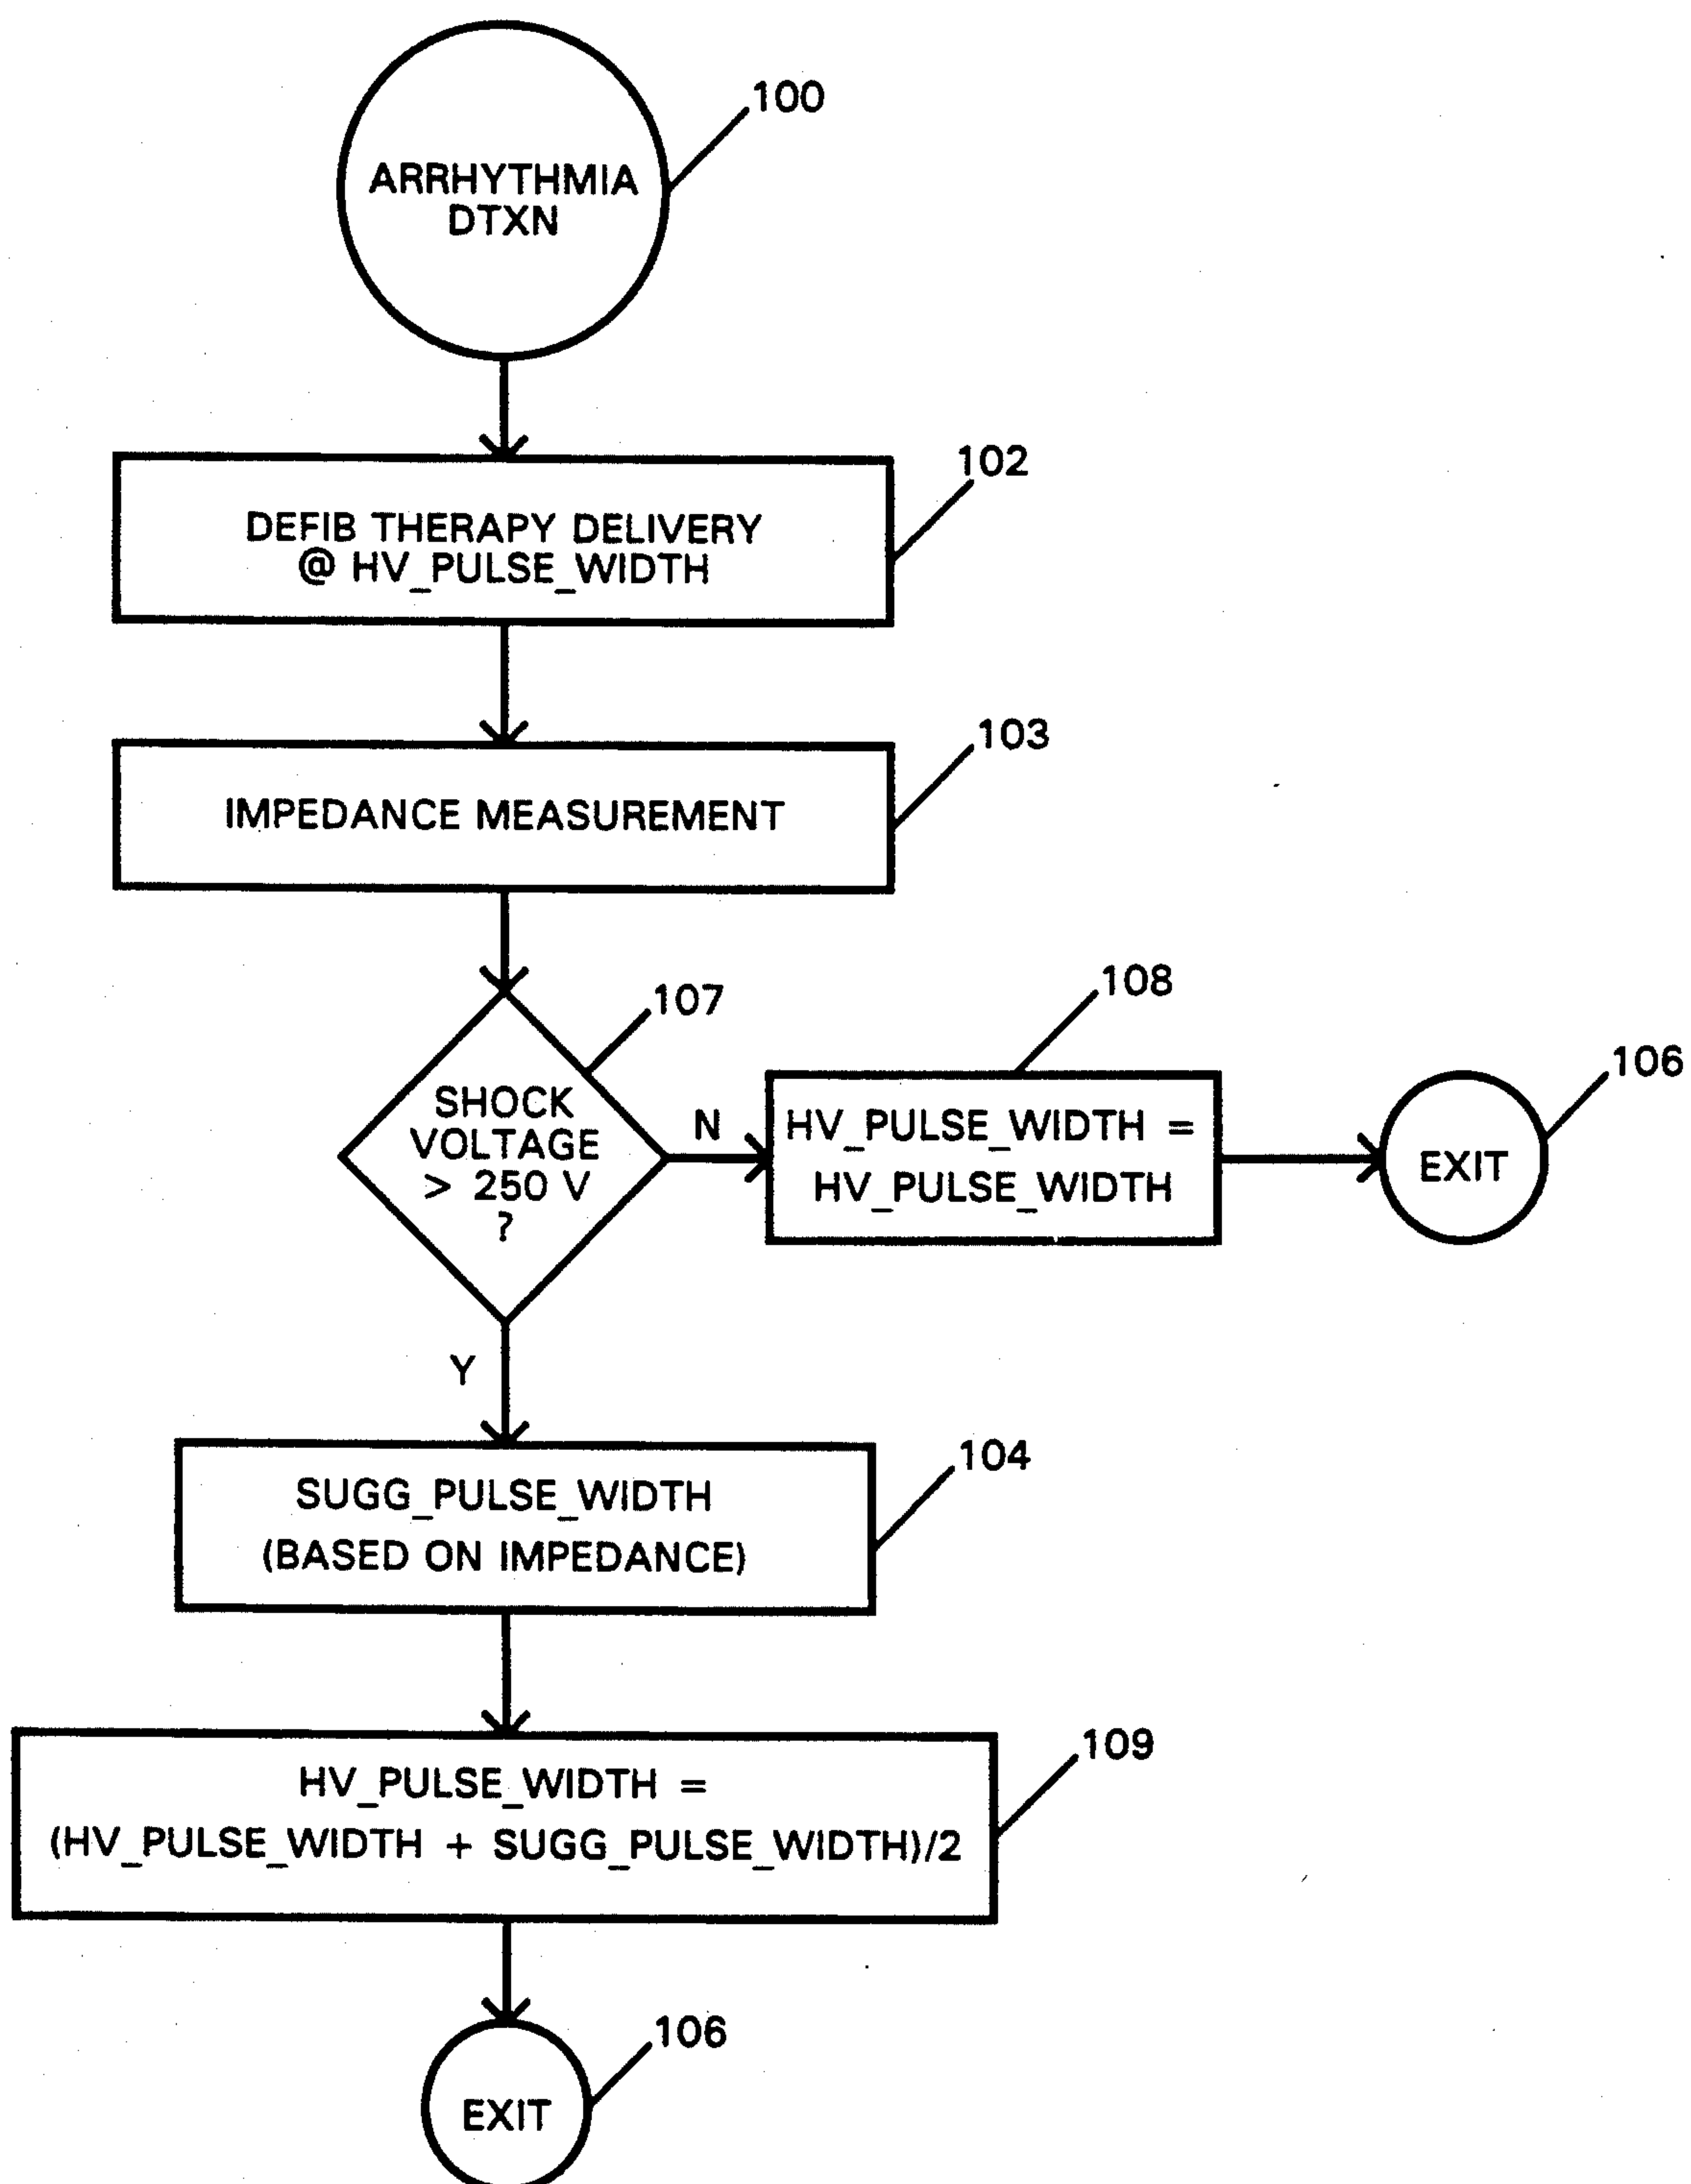 100
ARRHYTHMIA
DTXN
102
DEFIB THERAPY DELIVERY
@ HV_PULSE_WIDTH
103
IMPEDANCE MEASUREMENT
107
SHOCK
VOLTAGE
> 250 V
?
N
108
HV_PULSE_WIDTH =
HV_PULSE_WIDTH
106
EXIT
Y
104
SUGG_PULSE_WIDTH
(BASED ON IMPEDANCE)
109
HV_PULSE_WIDTH =
(HV_PULSE_WIDTH + SUGG_PULSE_WIDTH)/2
106
EXIT